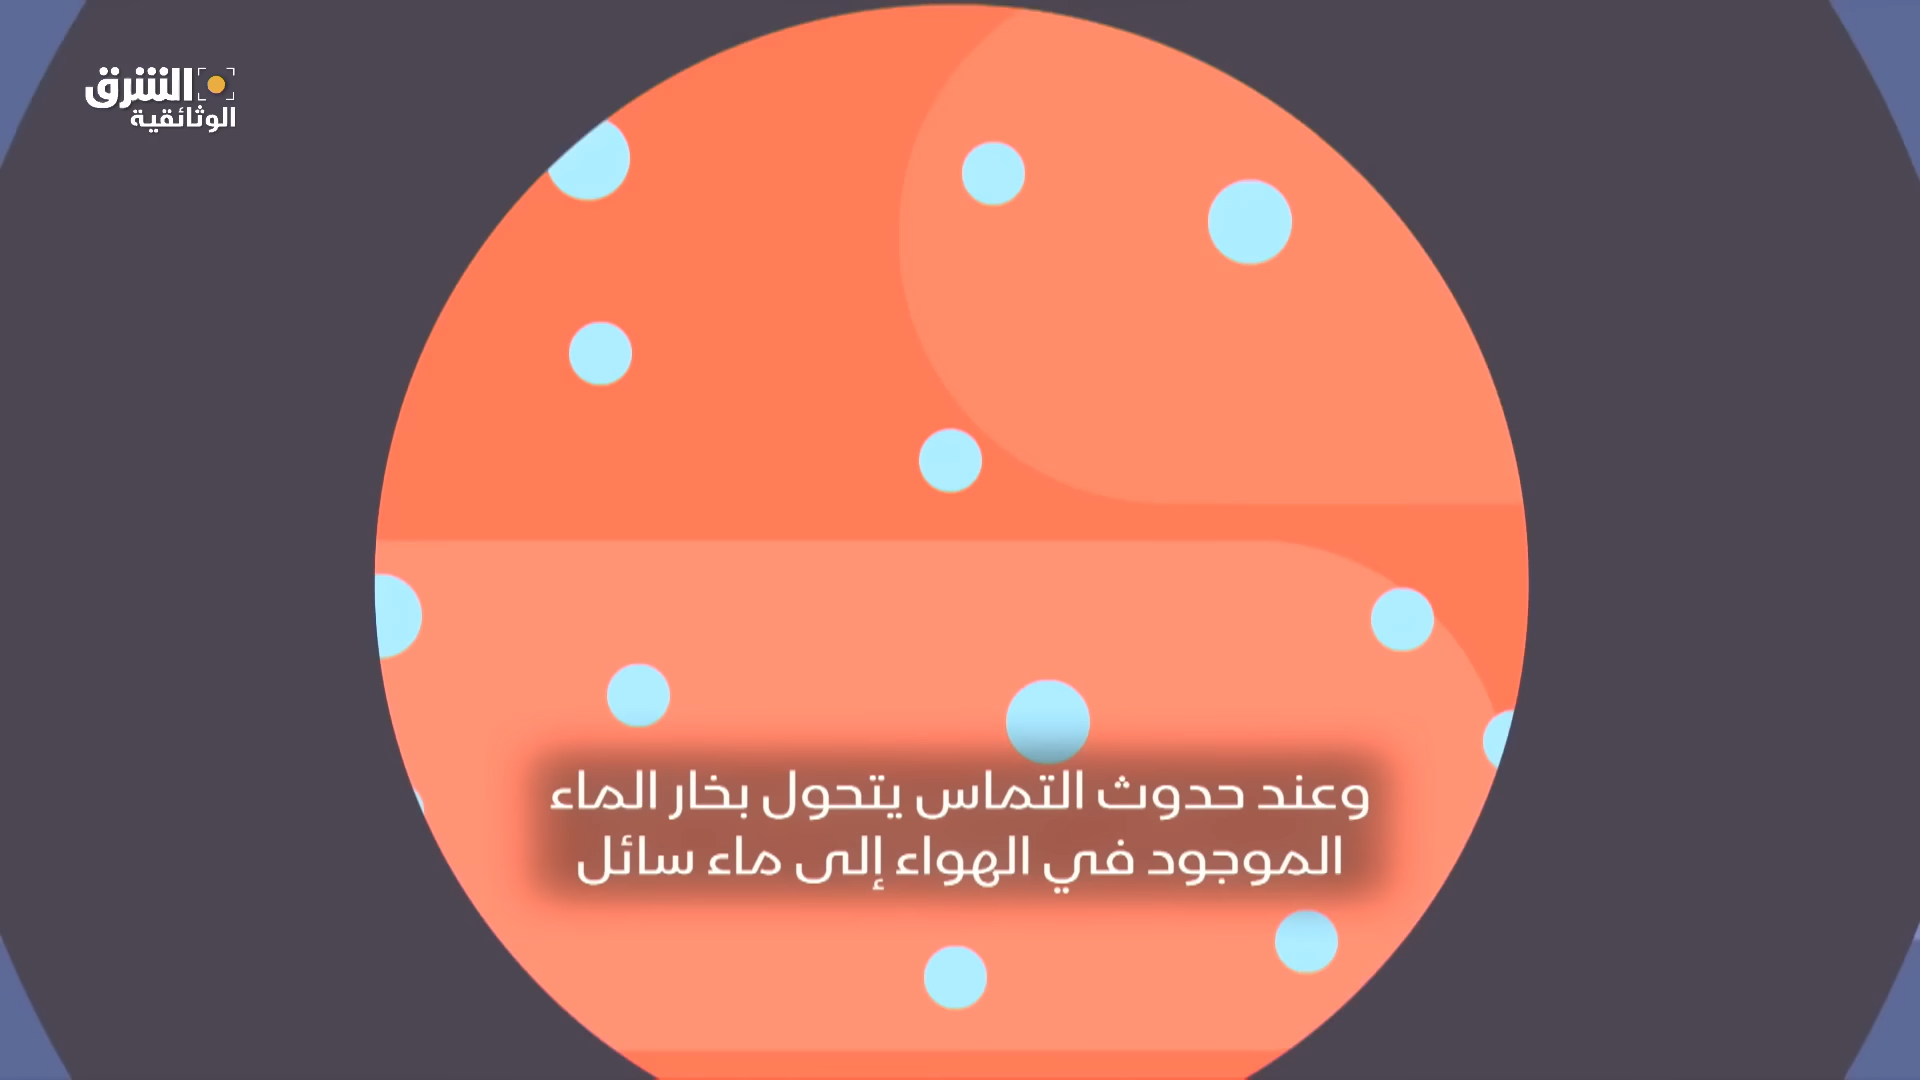 الشرق
الوثائقية
وعند حدوث التماس يتحول بخار الماء
الموجود في الهواء إلى ماء سائل